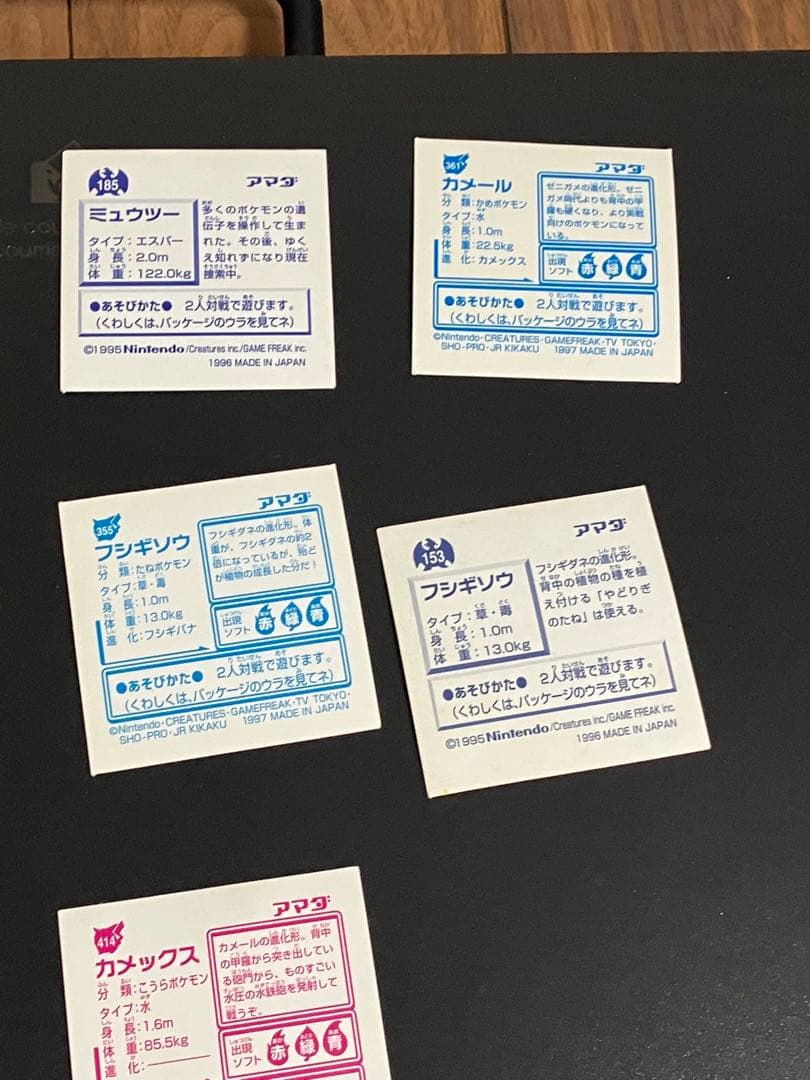 185
アマダ
ミュウツー
タイプ：エスパー
身長：2.0m
体重：122.0kg
多くのポケモンの遺
伝子を操作して生ま
れた。その後、ゆく
え知れずになり現在
捜索中。
●あそびかた● 2人対戦で遊びます。
(くわしくは、パッケージのウラを見てネ)
©1995 Nintendo/Creatures inc./GAME FREAK inc.
1996 MADE IN JAPAN
361
アマダ
カメール
分類：かめポケモン
タイプ：水
身長：1.0m
体重：22.5kg
進化：カメックス
ゼニガメの進化形。ゼニ
ガメ時代よりも背中の甲
羅も硬くなり、より実戦
向けのポケモンになって
いる。
出現
ソフト
赤 緑 青
●あそびかた● 2人対戦で遊びます。
(くわしくは、パッケージのウラを見てネ)
©Nintendo・CREATURES・GAMEFREAK・TV TOKYO・
SHO-PRO・JR KIKAKU 1997 MADE IN JAPAN
355
アマダ
フシギソウ
分類：たねポケモン
タイプ：草・毒
身長：1.0m
体重：13.0kg
進化：フシギバナ
フシギダネの進化形。体
重が、フシギダネの約2
倍になっているが、殆ど
が植物の成長した分だ！
出現
ソフト
赤 緑 青
●あそびかた● 2人対戦で遊びます。
(くわしくは、パッケージのウラを見てネ)
©Nintendo・CREATURES・GAMEFREAK・TV TOKYO・
SHO-PRO・JR KIKAKU 1997 MADE IN JAPAN
153
アマダ
フシギソウ
タイプ：草・毒
身長：1.0m
体重：13.0kg
フシギダネの進化形。
背中の植物の種を植
え付ける「やどりぎ
のたね」は使える。
●あそびかた● 2人対戦で遊びます。
(くわしくは、パッケージのウラを見てネ)
©1995 Nintendo/Creatures inc./GAME FREAK inc.
1996 MADE IN JAPAN
414
アマダ
カメックス
分類：こうらポケモン
タイプ：水
身長：1.6m
体重：85.5kg
進化：
カメールの進化形。背中
の甲羅から突き出してい
る砲門から、ものすごい
水圧の水鉄砲を発射して
戦うぞ。
出現
ソフト
赤 緑 青